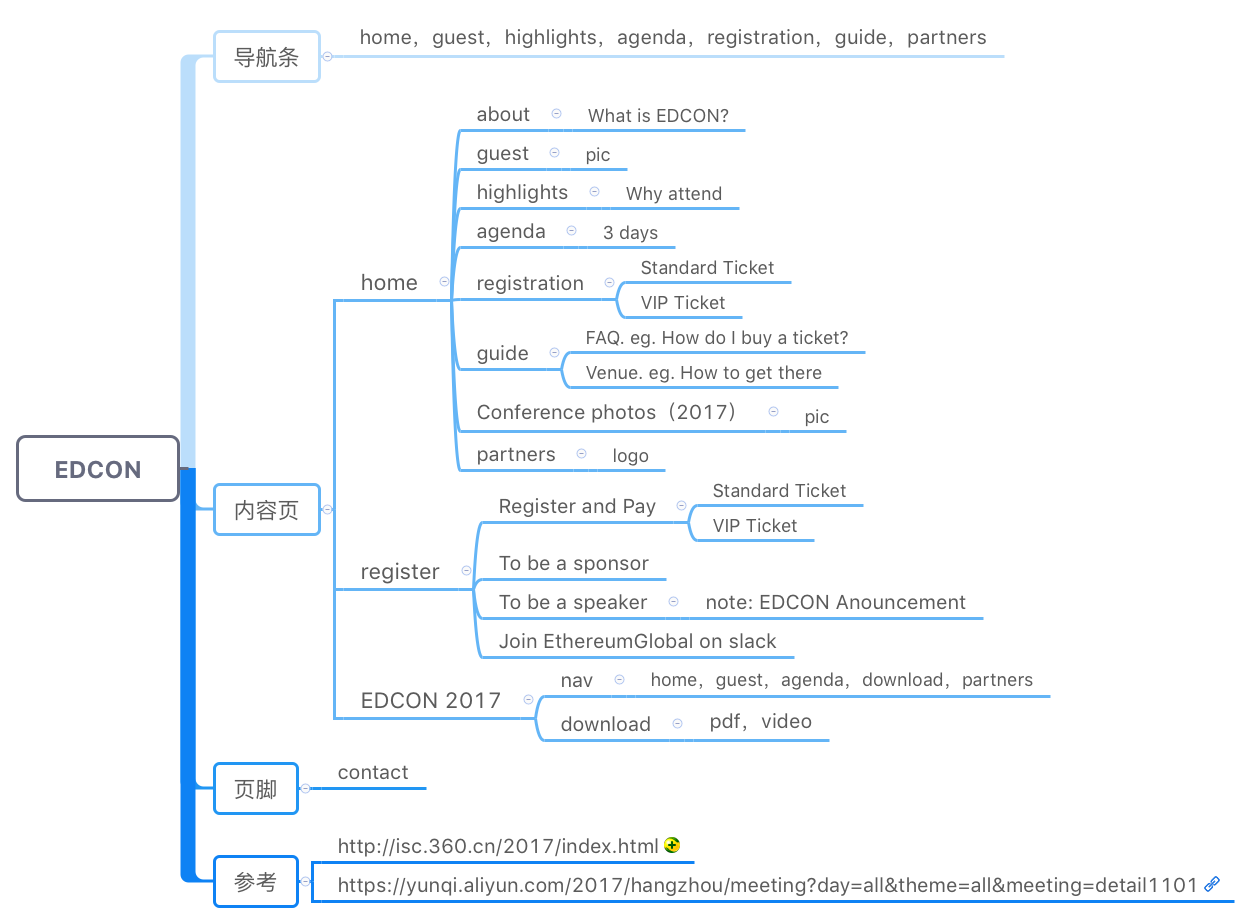 EDCON
导航条
home，guest，highlights，agenda，registration，guide，partners
内容页
home
about
What is EDCON?
guest
pic
highlights
Why attend
agenda
3 days
registration
Standard Ticket
VIP Ticket
guide
FAQ. eg. How do I buy a ticket?
Venue. eg. How to get there
Conference photos（2017）
pic
partners
logo
register
Register and Pay
Standard Ticket
VIP Ticket
To be a sponsor
To be a speaker
note: EDCON Anouncement
Join EthereumGlobal on slack
EDCON 2017
nav
home，guest，agenda，download，partners
download
pdf，video
页脚
contact
参考
http://isc.360.cn/2017/index.html
https://yunqi.aliyun.com/2017/hangzhou/meeting?day=all&theme=all&meeting=detail1101